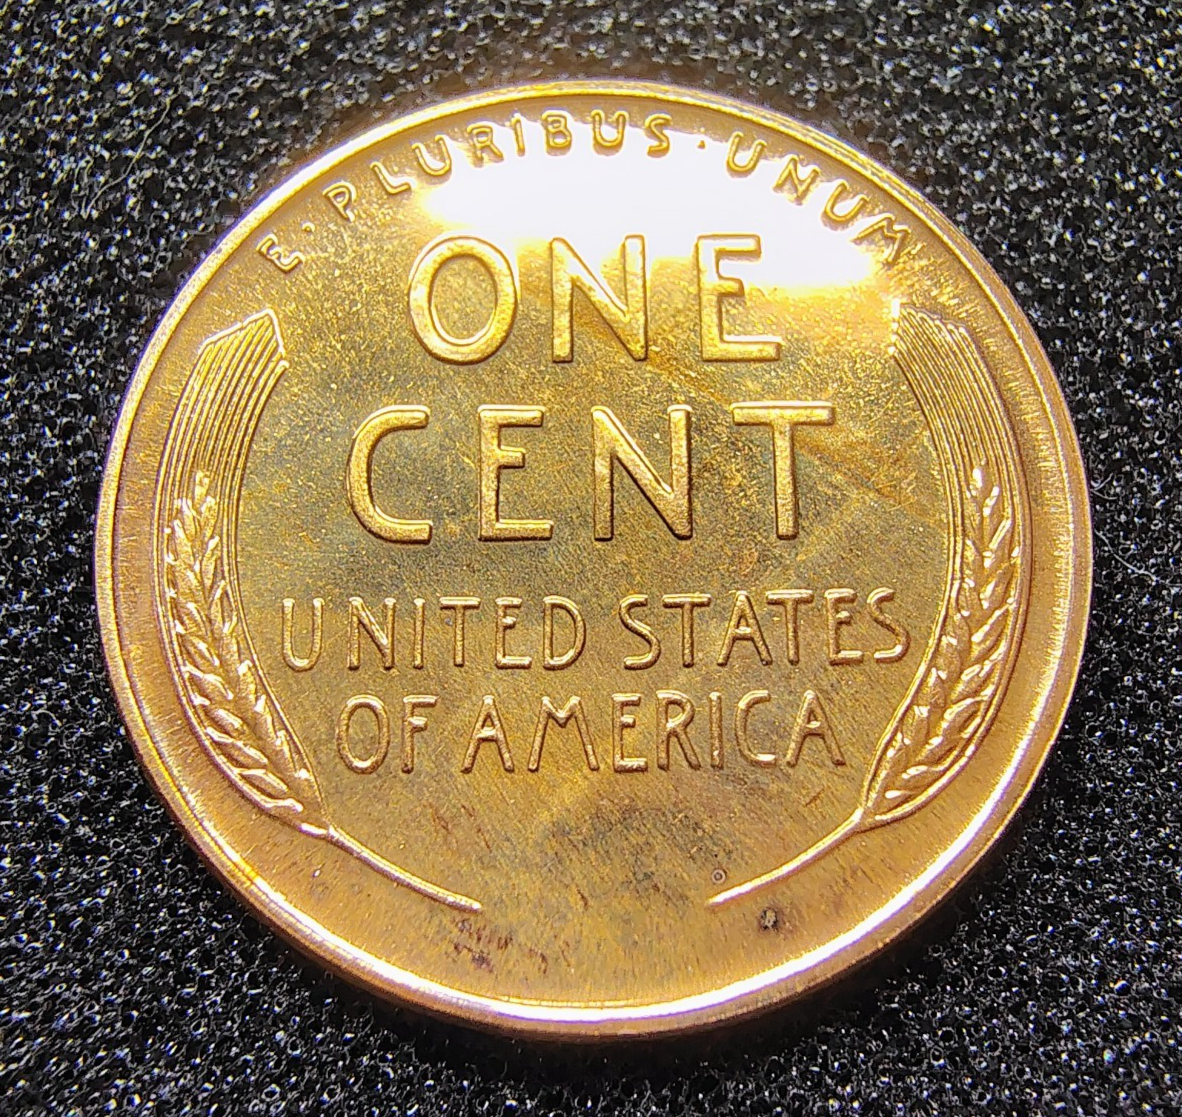 E·PLURIBUS·UNUM
ONE
CENT
UNITED STATES
OF AMERICA